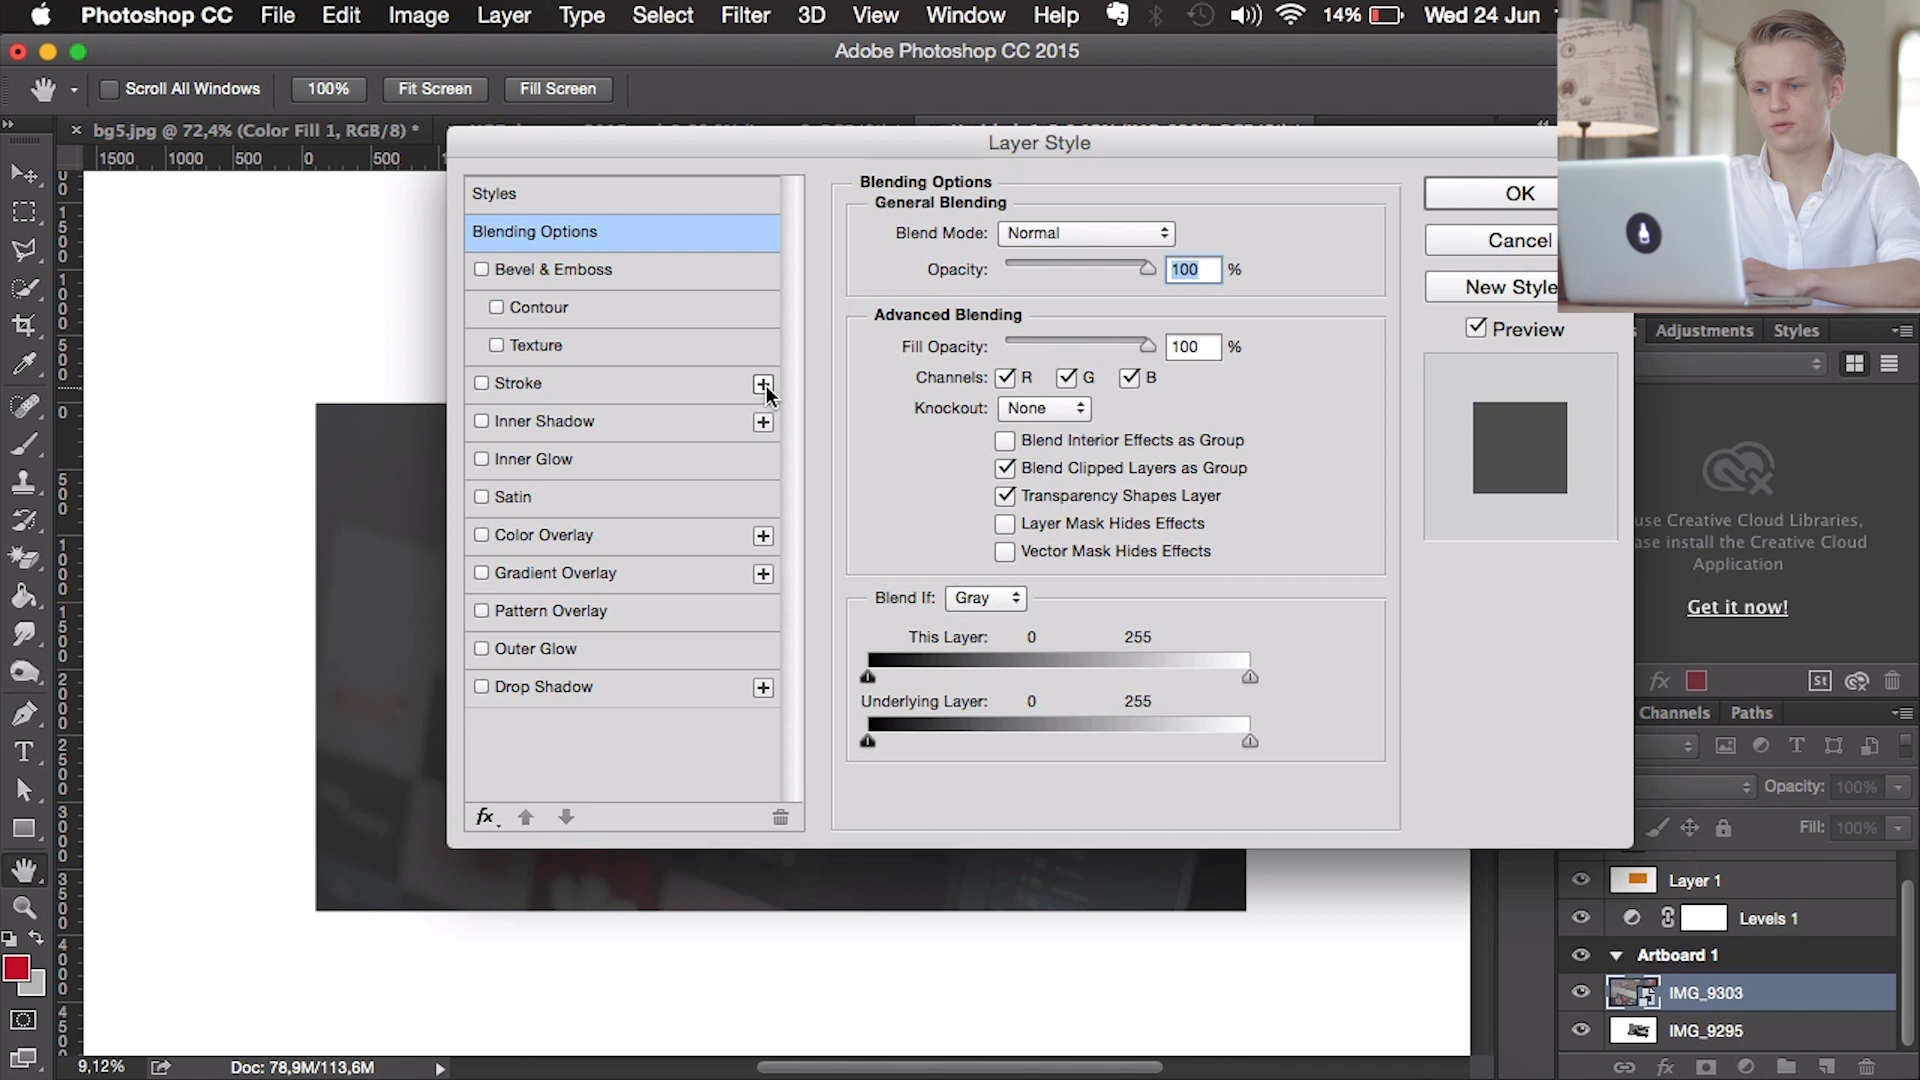 Photoshop CC File Edit Image Layer Type Select Filter 3D View Window Help 14% Wed 24 Jun
Adobe Photoshop CC 2015
Scroll All Windows 100% Fit Screen Fill Screen
bg5.jpg @ 72,4% (Color Fill 1, RGB/8) *
1500 1000 500 0 500
Layer Style
Styles
Blending Options
Bevel & Emboss
Contour
Texture
Stroke
Inner Shadow
Inner Glow
Satin
Color Overlay
Gradient Overlay
Pattern Overlay
Outer Glow
Drop Shadow
fx
Blending Options
General Blending
Blend Mode: Normal
Opacity: 100 %
Advanced Blending
Fill Opacity: 100 %
Channels: R G B
Knockout: None
Blend Interior Effects as Group
Blend Clipped Layers as Group
Transparency Shapes Layer
Layer Mask Hides Effects
Vector Mask Hides Effects
Blend If: Gray
This Layer: 0 255
Underlying Layer: 0 255
OK
Cancel
New Style
Preview
Adjustments Styles
use Creative Cloud Libraries,
ase install the Creative Cloud
Application
Get it now!
fx St
Channels Paths
Opacity: 100%
Fill: 100%
Layer 1
Levels 1
Artboard 1
IMG_9303
IMG_9295
fx
9,12% Doc: 78,9M/113,6M